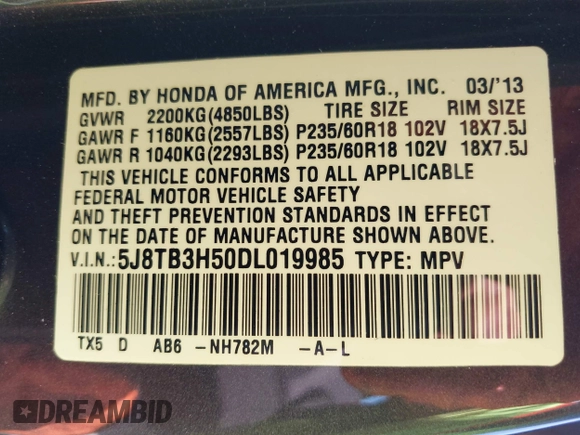 MFD. BY HONDA OF AMERICA MFG., INC. 03/'13
GVWR 2200KG(4850LBS) TIRE SIZE RIM SIZE
GAWR F 1160KG(2557LBS) P235/60R18 102V 18X7.5J
GAWR R 1040KG(2293LBS) P235/60R18 102V 18X7.5J
THIS VEHICLE CONFORMS TO ALL APPLICABLE
FEDERAL MOTOR VEHICLE SAFETY
AND THEFT PREVENTION STANDARDS IN EFFECT
ON THE DATE OF MANUFACTURE SHOWN ABOVE.
V.I.N.: 5J8TB3H50DL019985 TYPE: MPV
TX5 D AB6 -NH782M -A-L
DREAMBID